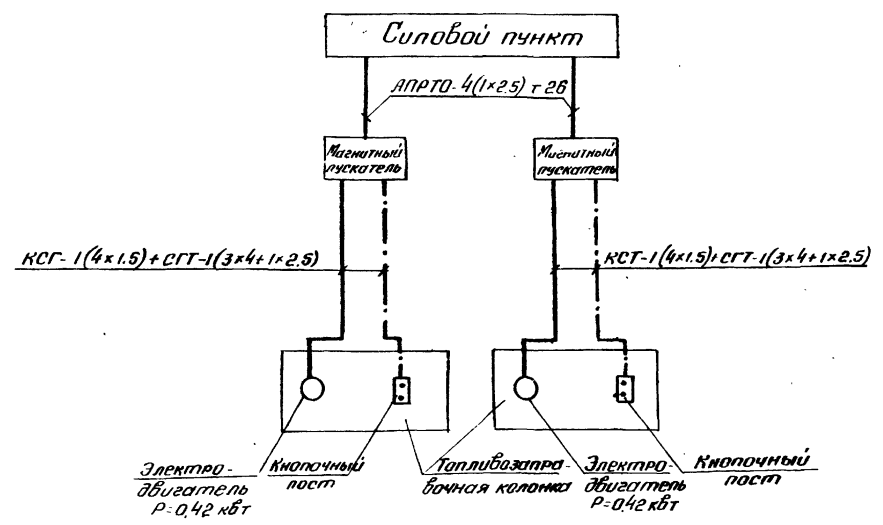 Силовой пункт
АПРТО-4(1×2.5) т 26
Магнитный
пускатель
Миспитный
пускатель
КСГ-1(4×1.5)+СГТ-1(3×4+1×2.5)
КСТ-1(4×1.5)+СГТ-1(3×4+1×2.5)
Электро-
двигатель
Р=0,42 квт
Кнопочный
пост
Топливозапра-
вочная колонка
Электро-
двигатель
Р=0,42 квт
Кнопочный
пост